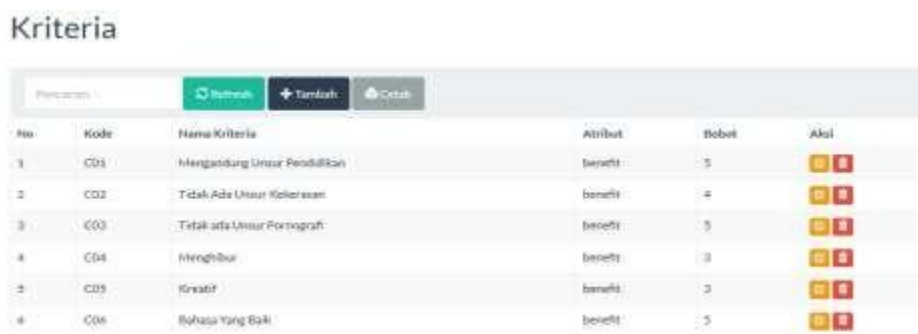 Kriteria
Pencarian... Refresh Tambah Cetak
No Kode Nama Kriteria Atribut Bobot Aksi
1 C01 Mengandung Unsur Pendidikan benefit 5
2 C02 Tidak Ada Unsur Kekerasan benefit 4
3 C03 Tidak ada Unsur Pornografi benefit 5
4 C04 Menghibur benefit 3
5 C05 Kreatif benefit 3
6 C06 Bahasa Yang Baik benefit 5